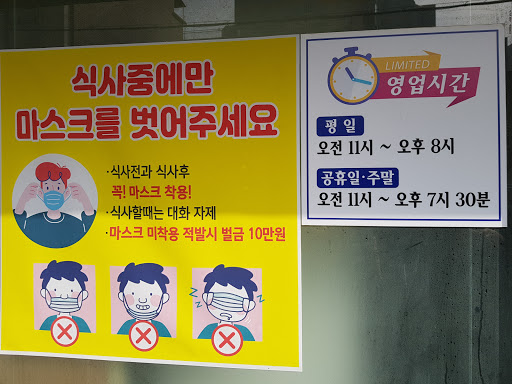 식사중에만
마스크를 벗어주세요
·식사전과 식사후
꼭! 마스크 착용!
·식사할때는 대화 자제
·마스크 미착용 적발시 벌금 10만원
LIMITED
영업시간
평 일
오전 11시 ~ 오후 8시
공휴일·주말
오전 11시 ~ 오후 7시 30분